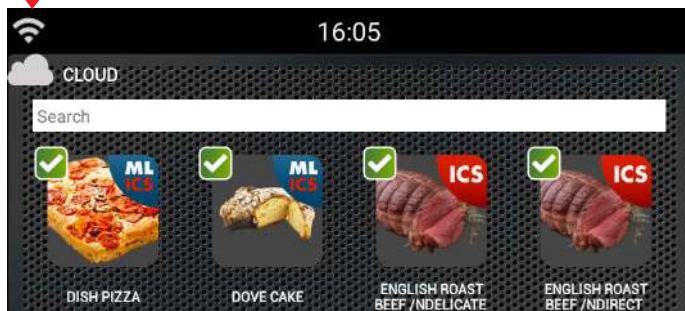 16:05
CLOUD
Search
ML
ICS
ML
ICS
ICS
ICS
DISH PIZZA
DOVE CAKE
ENGLISH ROAST
BEEF /NDELICATE
ENGLISH ROAST
BEEF /NDIRECT